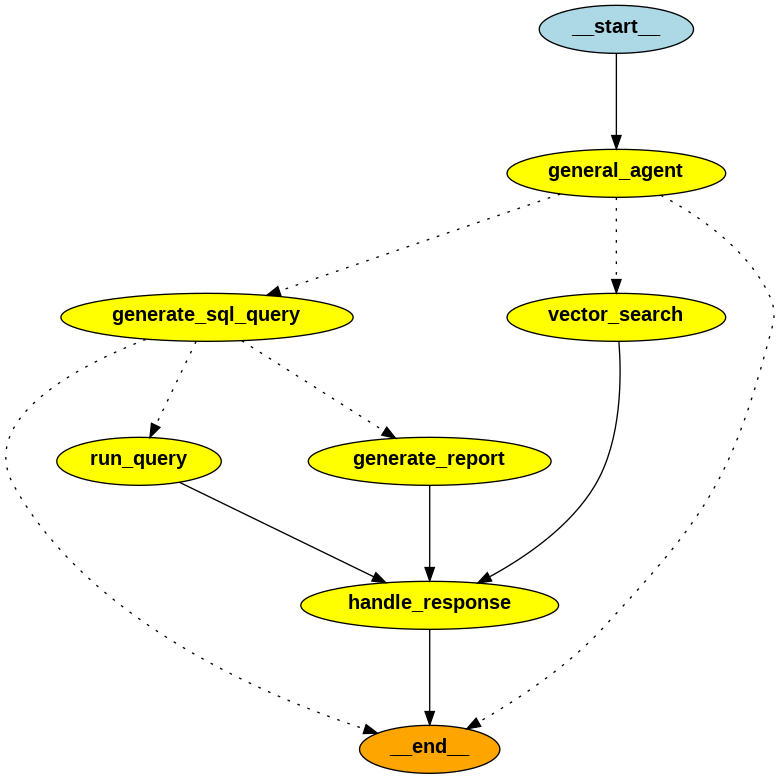 __start__
general_agent
generate_sql_query
vector_search
run_query
generate_report
handle_response
__end__